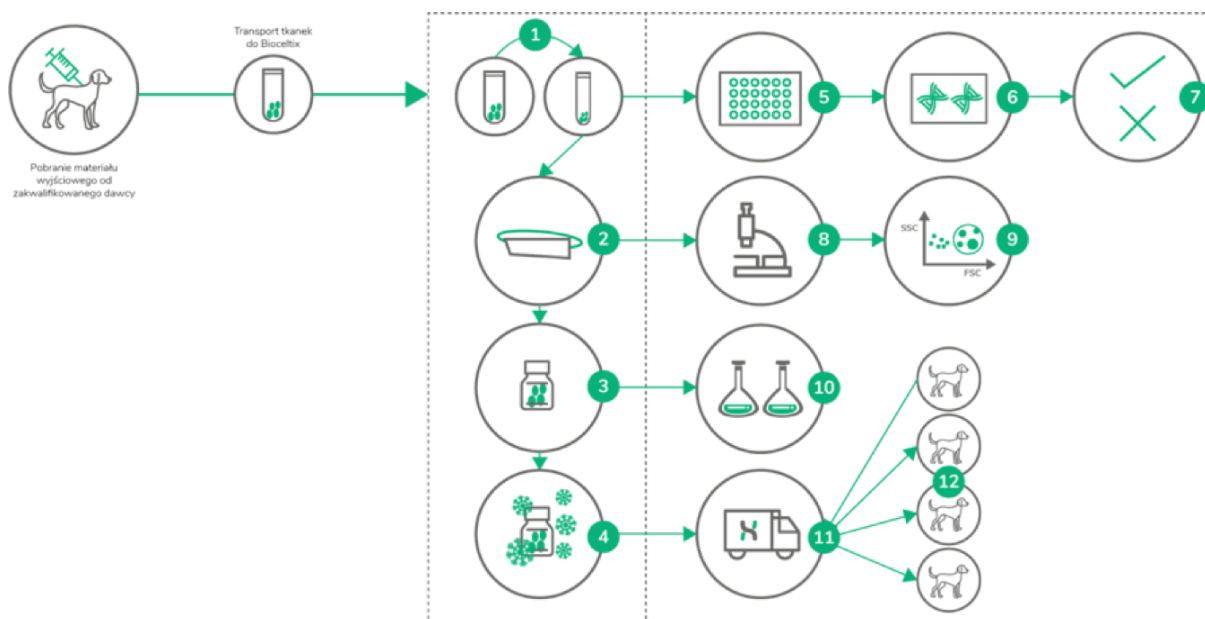 Transport tkanek
do Bioceltix
Pobranie materiału
wyjściowego od
zakwalifikowanego dawcy
1
5
6
7
2
8
SSC
FSC
9
3
10
4
11
12